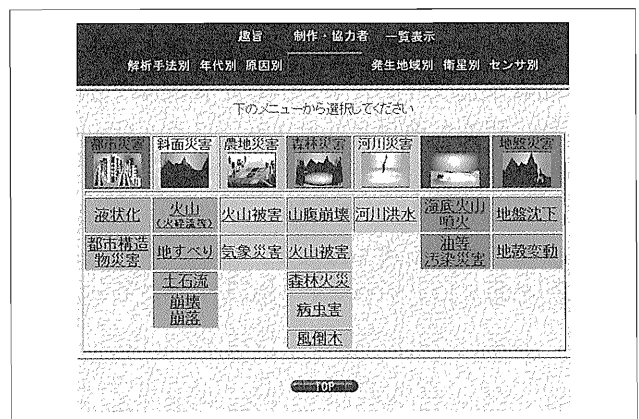 趣旨 制作・協力者 一覧表示
解析手法別 年代別 原因別 発生地域別 衛星別 センサ別
下のメニューから選択してください
都市災害 斜面災害 農地災害 森林災害 河川災害 地殻災害
液状化 火山(火砕流等) 火山被害 山腹崩壊 河川洪水 海底火山噴火 地盤沈下
都市構造物災害 地すべり 気象災害 火山被害 油等汚染災害 地殻変動
土石流 森林火災
崩壊崩落 病虫害
風倒木
TOP